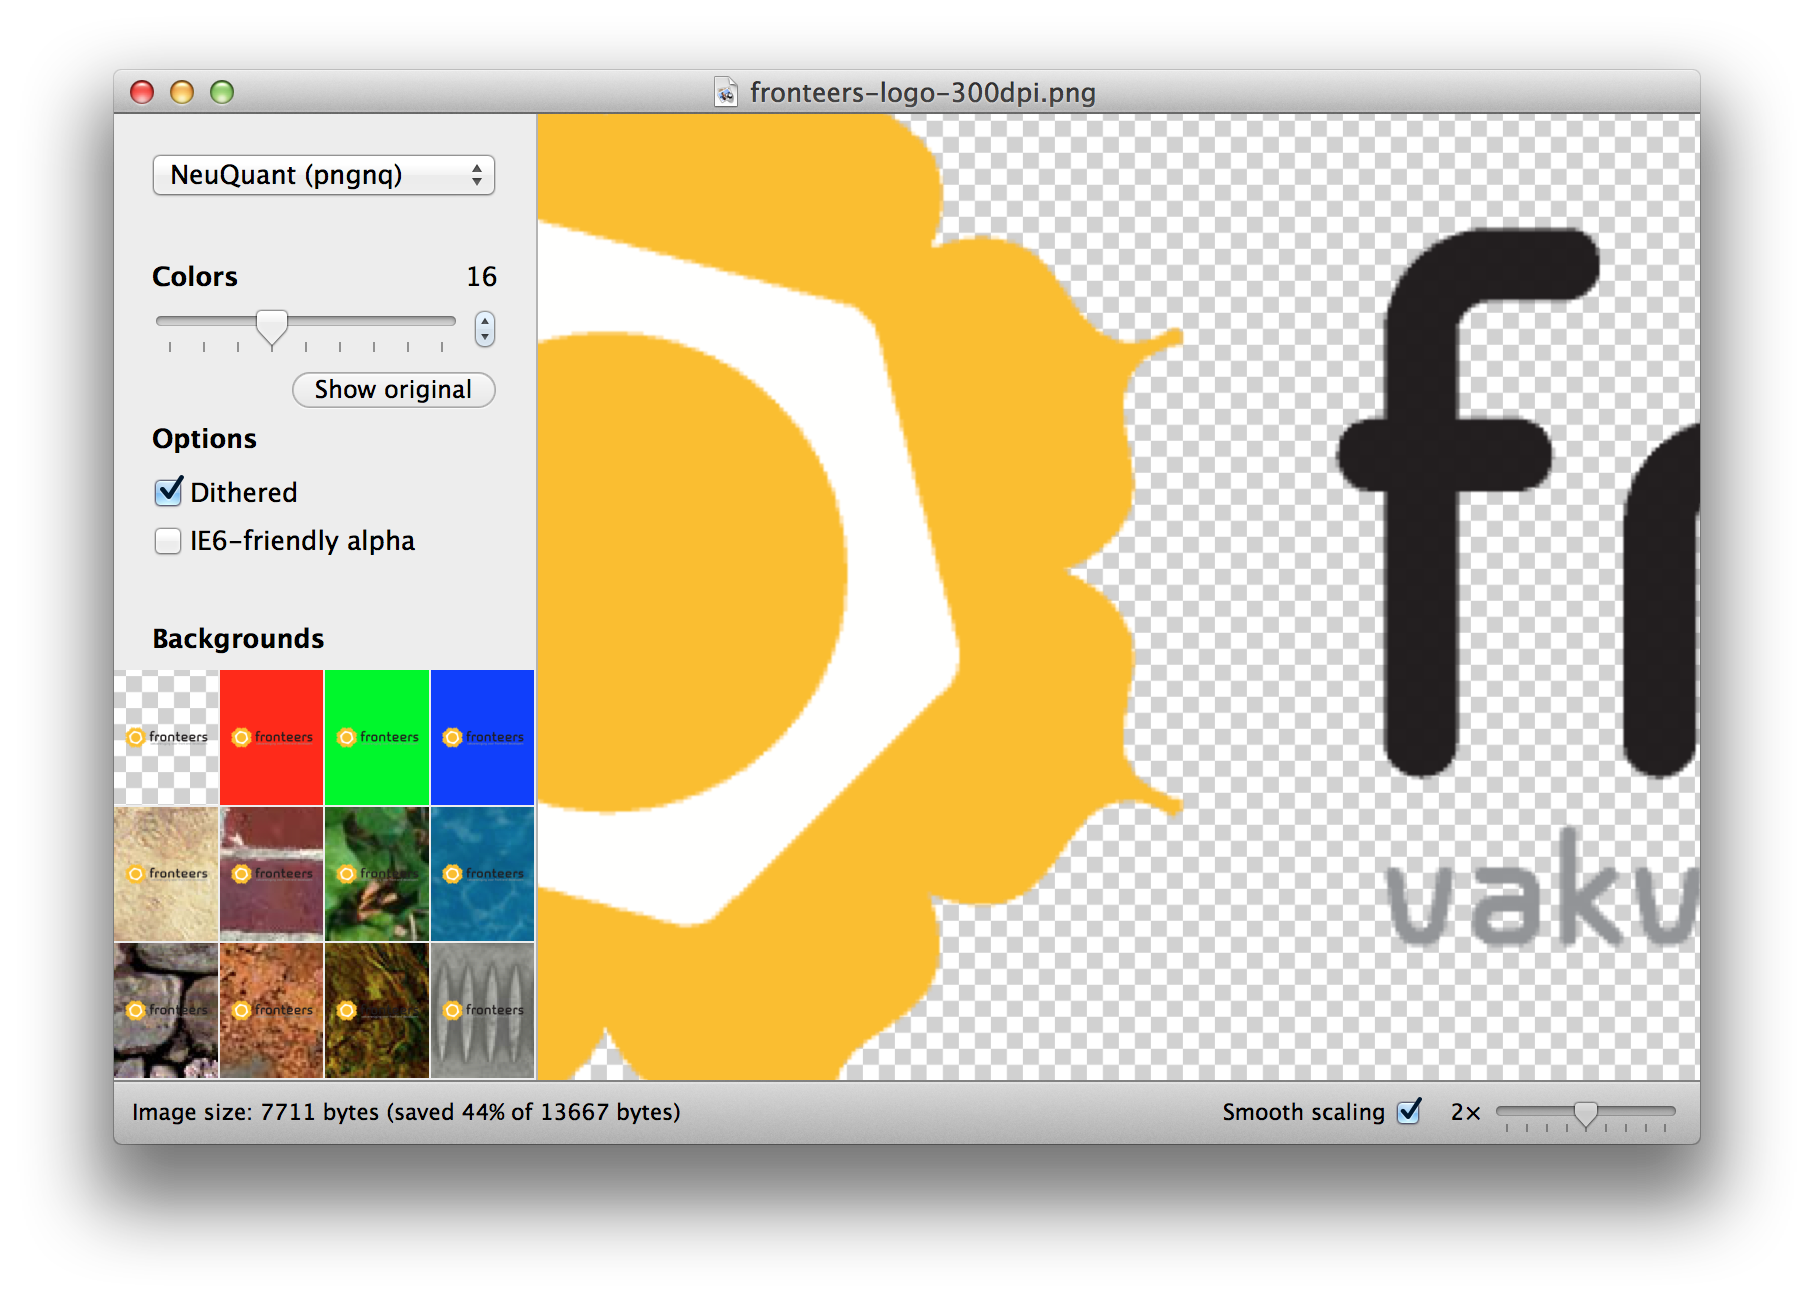 fronteers-logo-300dpi.png
NeuQuant (pngnq)
Colors 16
Show original
Options
Dithered
IE6-friendly alpha
Backgrounds
fronteers fronteers fronteers fronteers
fronteers fronteers fronteers fronteers
fronteers fronteers fronteers fronteers
fr
vaku
Image size: 7711 bytes (saved 44% of 13667 bytes)
Smooth scaling 2×